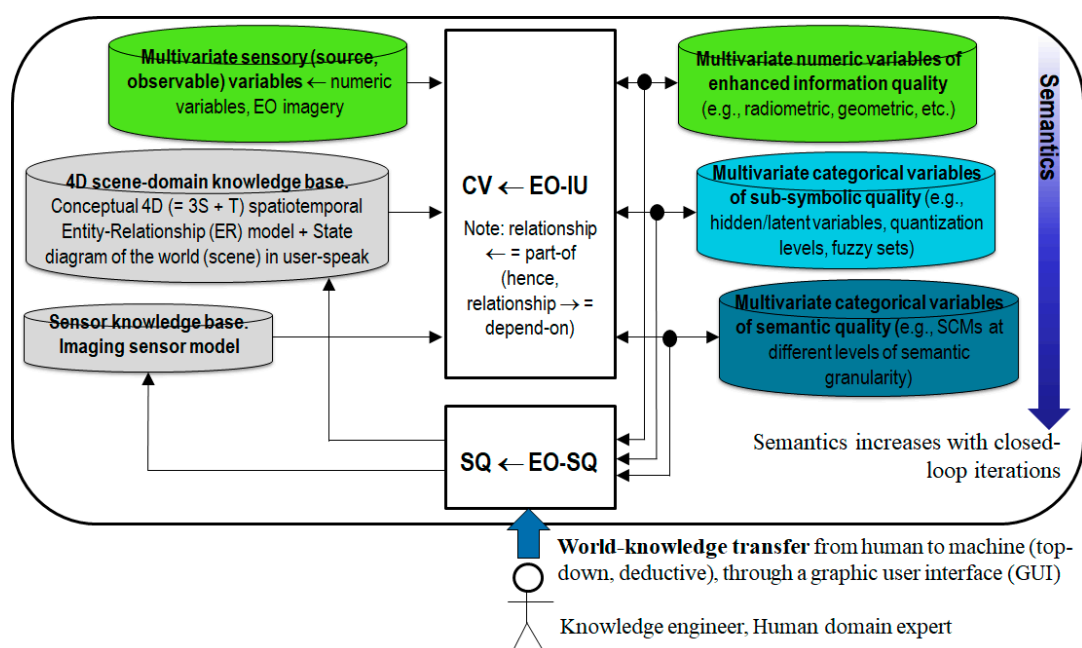 Multivariate sensory (source,
observable) variables ← numeric
variables, EO imagery
4D scene-domain knowledge base.
Conceptual 4D (= 3S + T) spatiotemporal
Entity-Relationship (ER) model + State
diagram of the world (scene) in user-speak
Sensor knowledge base.
Imaging sensor model
CV ← EO-IU
Note: relationship
← = part-of
(hence,
relationship → =
depend-on)
SQ ← EO-SQ
Multivariate numeric variables of
enhanced information quality
(e.g., radiometric, geometric, etc.)
Multivariate categorical variables
of sub-symbolic quality (e.g.,
hidden/latent variables, quantization
levels, fuzzy sets)
Multivariate categorical variables
of semantic quality (e.g., SCMs at
different levels of semantic
granularity)
Semantics
Semantics increases with closed-
loop iterations
World-knowledge transfer from human to machine (top-
down, deductive), through a graphic user interface (GUI)
Knowledge engineer, Human domain expert